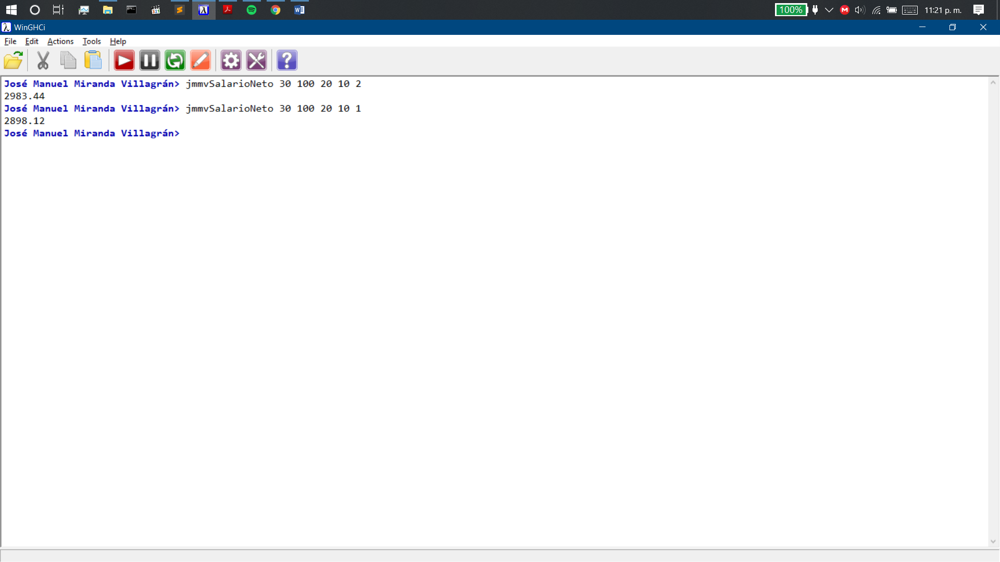 100%
11:21 p. m.
WinGHCi
File Edit Actions Tools Help
José Manuel Miranda Villagrán> jmmvSalarioNeto 30 100 20 10 2
2983.44
José Manuel Miranda Villagrán> jmmvSalarioNeto 30 100 20 10 1
2898.12
José Manuel Miranda Villagrán>